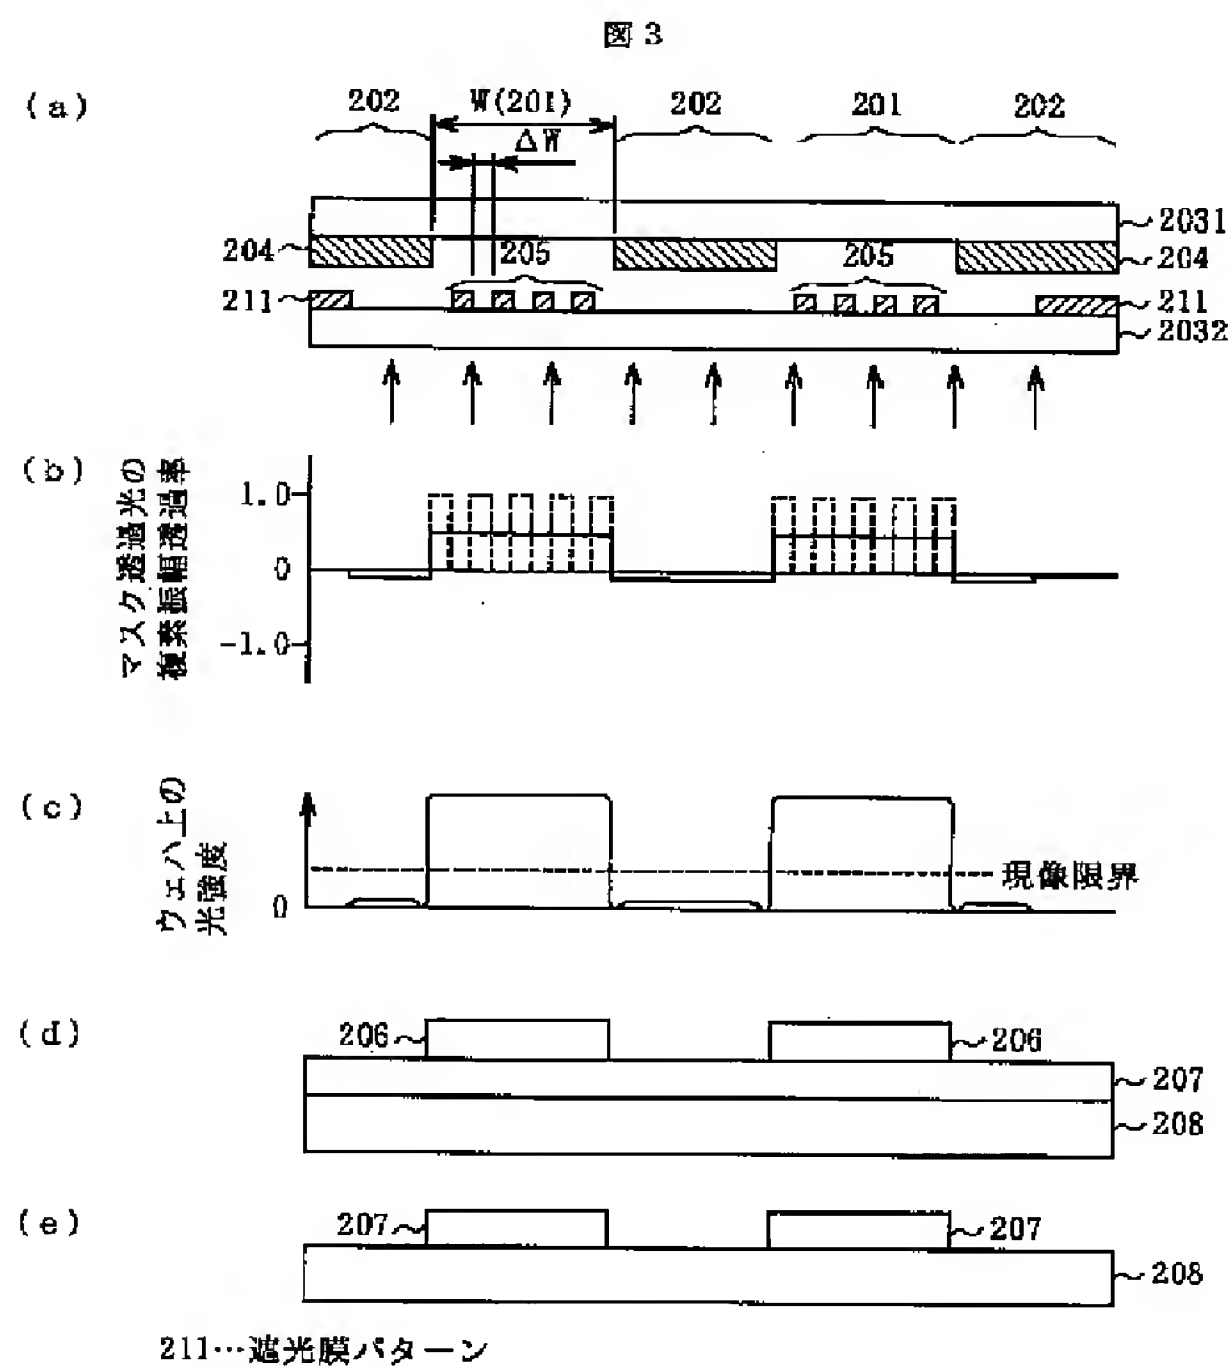 図3
(a)
202 W(201) 202 201 202
ΔW
2031
204 205 205 204
211 211
2032
(b)
マスク透過光の
複素振幅透過率
1.0
0
-1.0
(c)
ウェハ上の
光強度
現像限界
0
(d)
206 206
207
208
(e)
207 207
208
211…遮光膜パターン